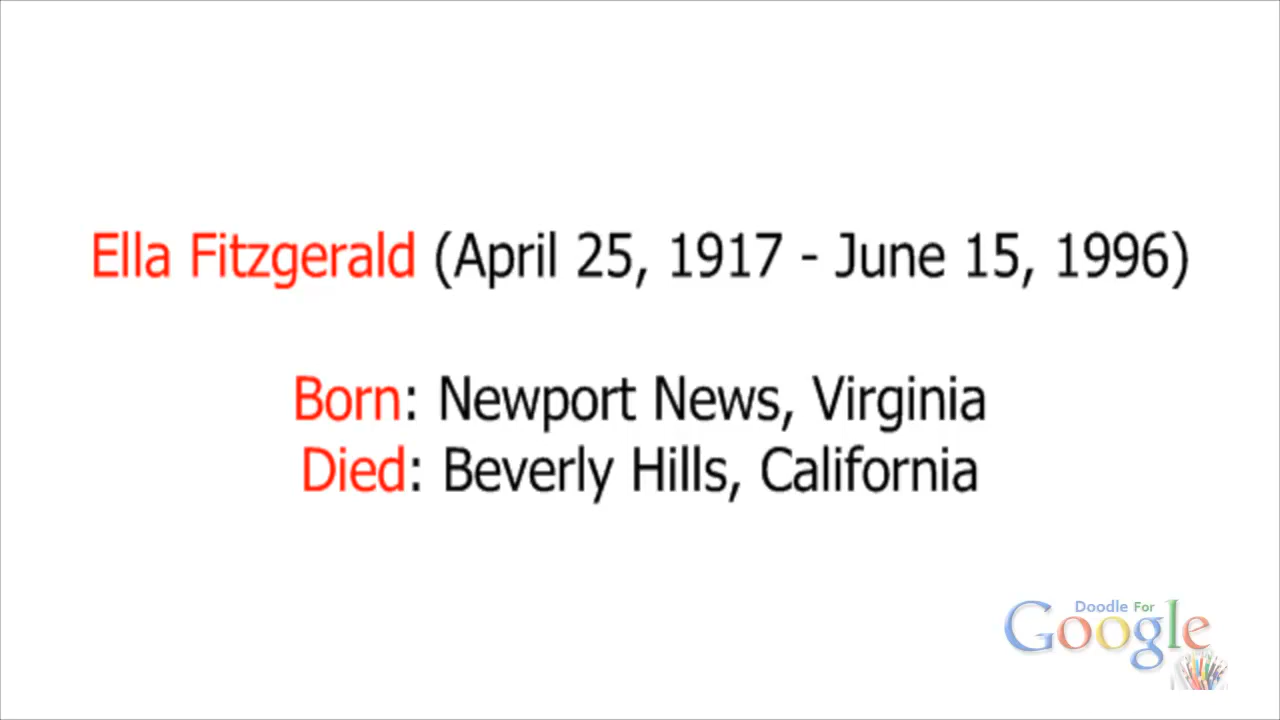 Ella Fitzgerald (April 25, 1917 - June 15, 1996)
Born: Newport News, Virginia
Died: Beverly Hills, California
Doodle For
Google